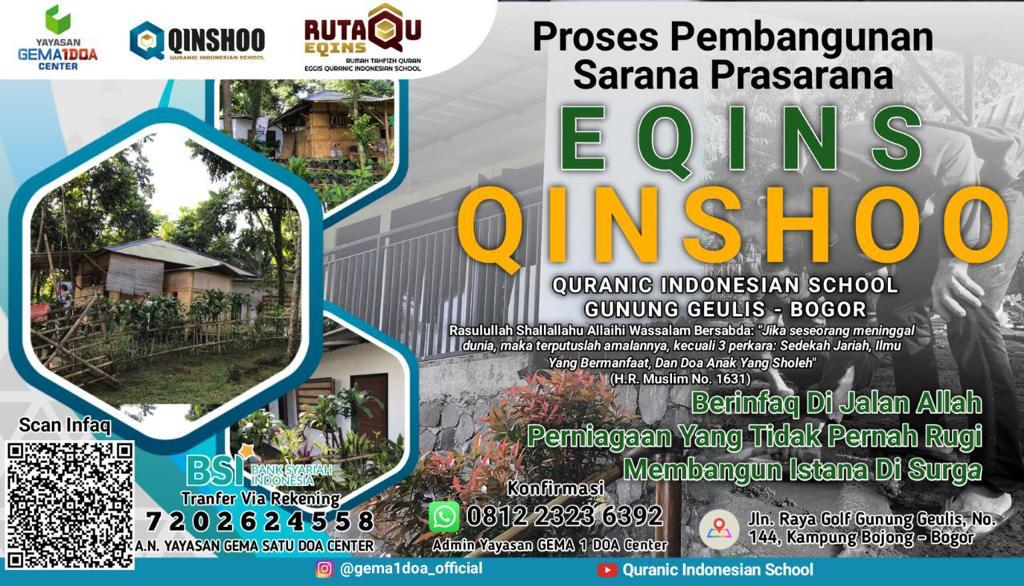 YAYASAN
GEMA1DOA
CENTER
QINSHOO
QURANIC INDONESIAN SCHOOL
RUTAQU
EQINS
RUMAH TAHFIZH QURAN
EGGIS QURANIC INDONESIAN SCHOOL
Proses Pembangunan
Sarana Prasarana
EQINS
QINSHOO
QURANIC INDONESIAN SCHOOL
GUNUNG GEULIS - BOGOR
Rasulullah Shallallahu Allaihi Wassalam Bersabda: "Jika seseorang meninggal
dunia, maka terputuslah amalannya, kecuali 3 perkara: Sedekah Jariah, Ilmu
Yang Bermanfaat, Dan Doa Anak Yang Sholeh"
(H.R. Muslim No. 1631)
Berinfaq Di Jalan Allah
Perniagaan Yang Tidak Pernah Rugi
Membangun Istana Di Surga
Scan Infaq
BSI BANK SYARIAH
INDONESIA
Tranfer Via Rekening
7202624558
A.N. YAYASAN GEMA SATU DOA CENTER
Konfirmasi
0812 2323 6392
Admin Yayasan GEMA 1 DOA Center
Jln. Raya Golf Gunung Geulis, No.
144, Kampung Bojong - Bogor
@gema1doa_official
Quranic Indonesian School